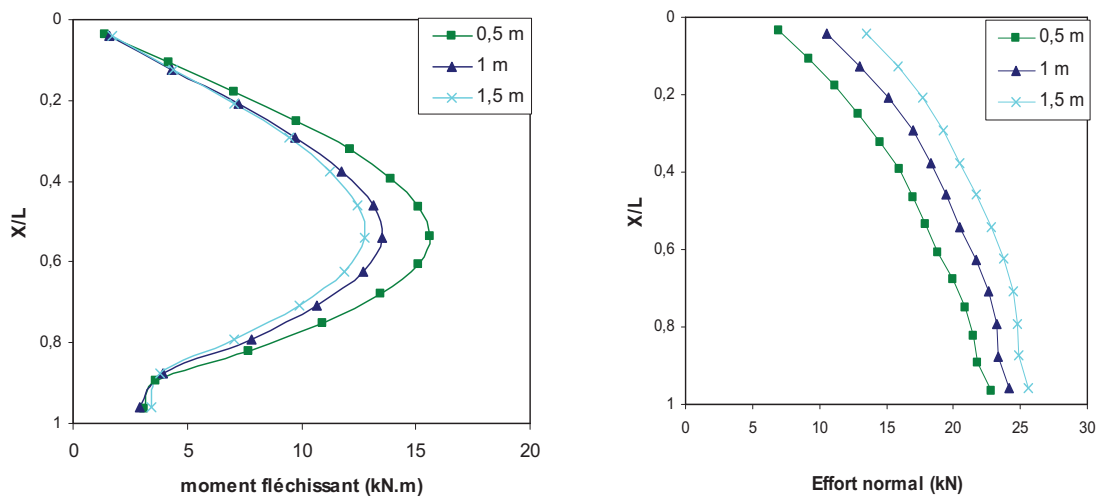 0
0,2
0,4
0,6
0,8
1
X/L
0 5 10 15 20
moment fléchissant (kN.m)
0,5 m
1 m
1,5 m
0
0,2
0,4
0,6
0,8
1
X/L
0 5 10 15 20 25 30
Effort normal (kN)
0,5 m
1 m
1,5 m